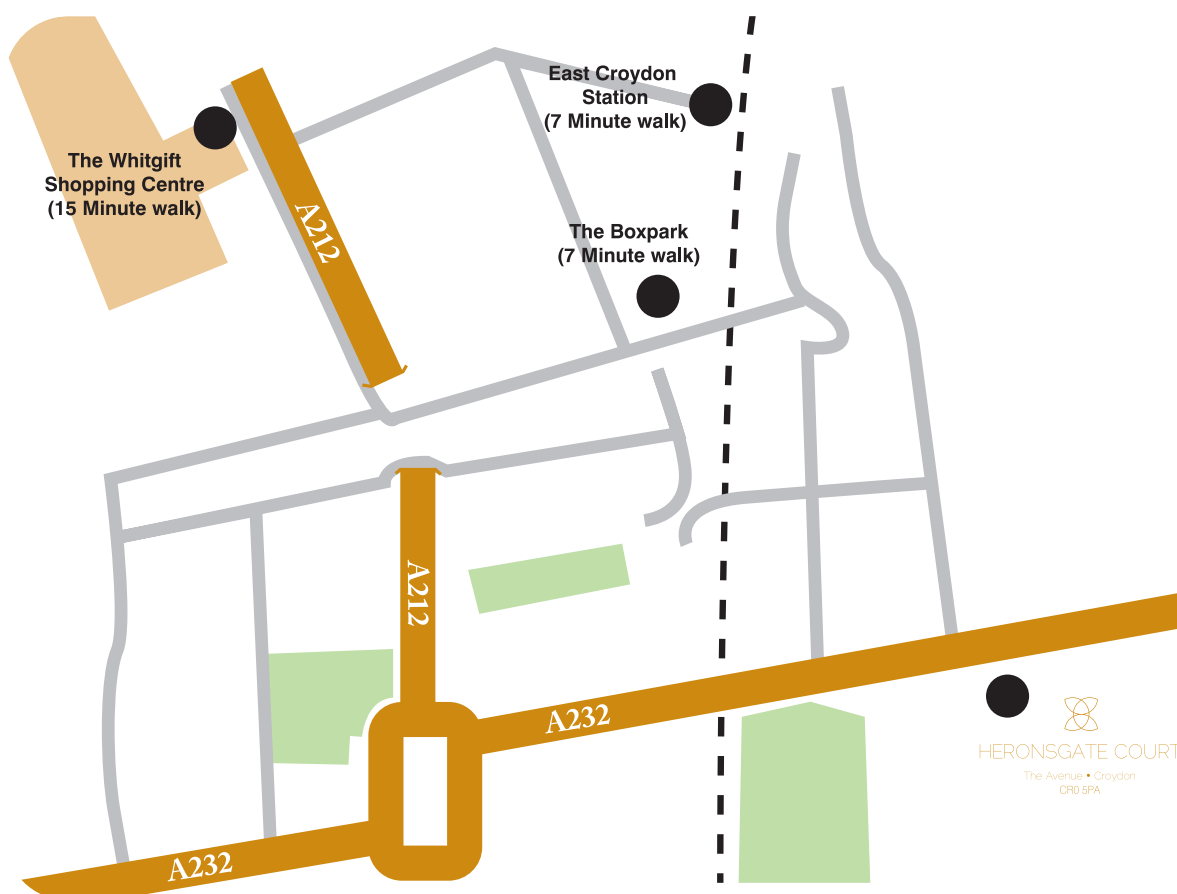 East Croydon
Station
(7 Minute walk)
The Whitgift
Shopping Centre
(15 Minute walk)
A212
The Boxpark
(7 Minute walk)
A212
A232
HERONSGATE COURT
The Avenue • Croydon
CR0 5PA
A232